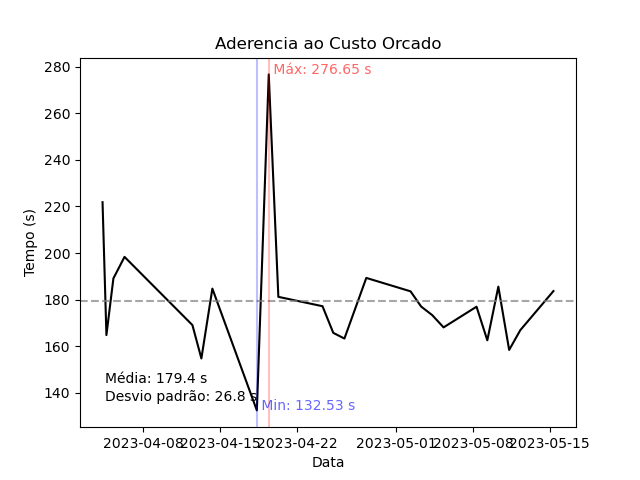 Aderencia ao Custo Orcado
Máx: 276.65 s
280
260
240
220
200
180
160
140
Tempo (s)
Média: 179.4 s
Desvio padrão: 26.8 s
Min: 132.53 s
2023-04-08
2023-04-15
2023-04-22
2023-05-01
2023-05-08
2023-05-15
Data